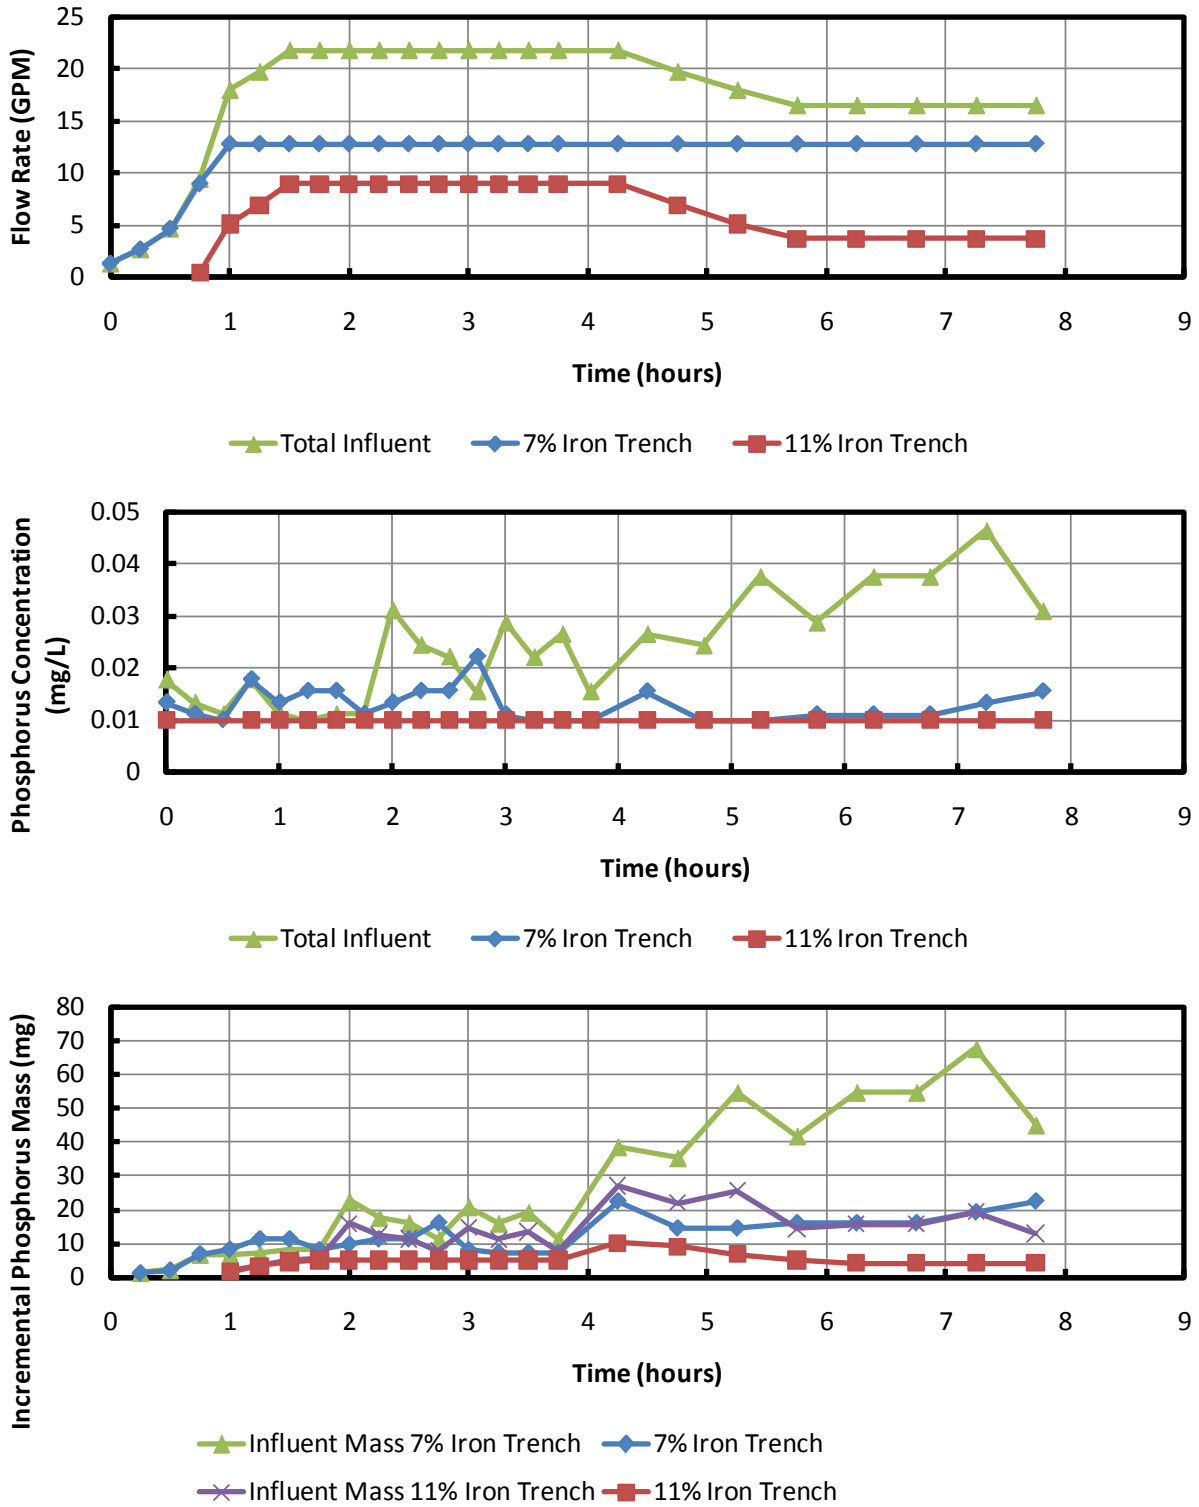 Flow Rate (GPM)
25
20
15
10
5
0
0 1 2 3 4 5 6 7 8 9
Time (hours)
Total Influent 7% Iron Trench 11% Iron Trench
Phosphorus Concentration
(mg/L)
0.05
0.04
0.03
0.02
0.01
0
0 1 2 3 4 5 6 7 8 9
Time (hours)
Total Influent 7% Iron Trench 11% Iron Trench
Incremental Phosphorus Mass (mg)
80
70
60
50
40
30
20
10
0
0 1 2 3 4 5 6 7 8 9
Time (hours)
Influent Mass 7% Iron Trench 7% Iron Trench
Influent Mass 11% Iron Trench 11% Iron Trench